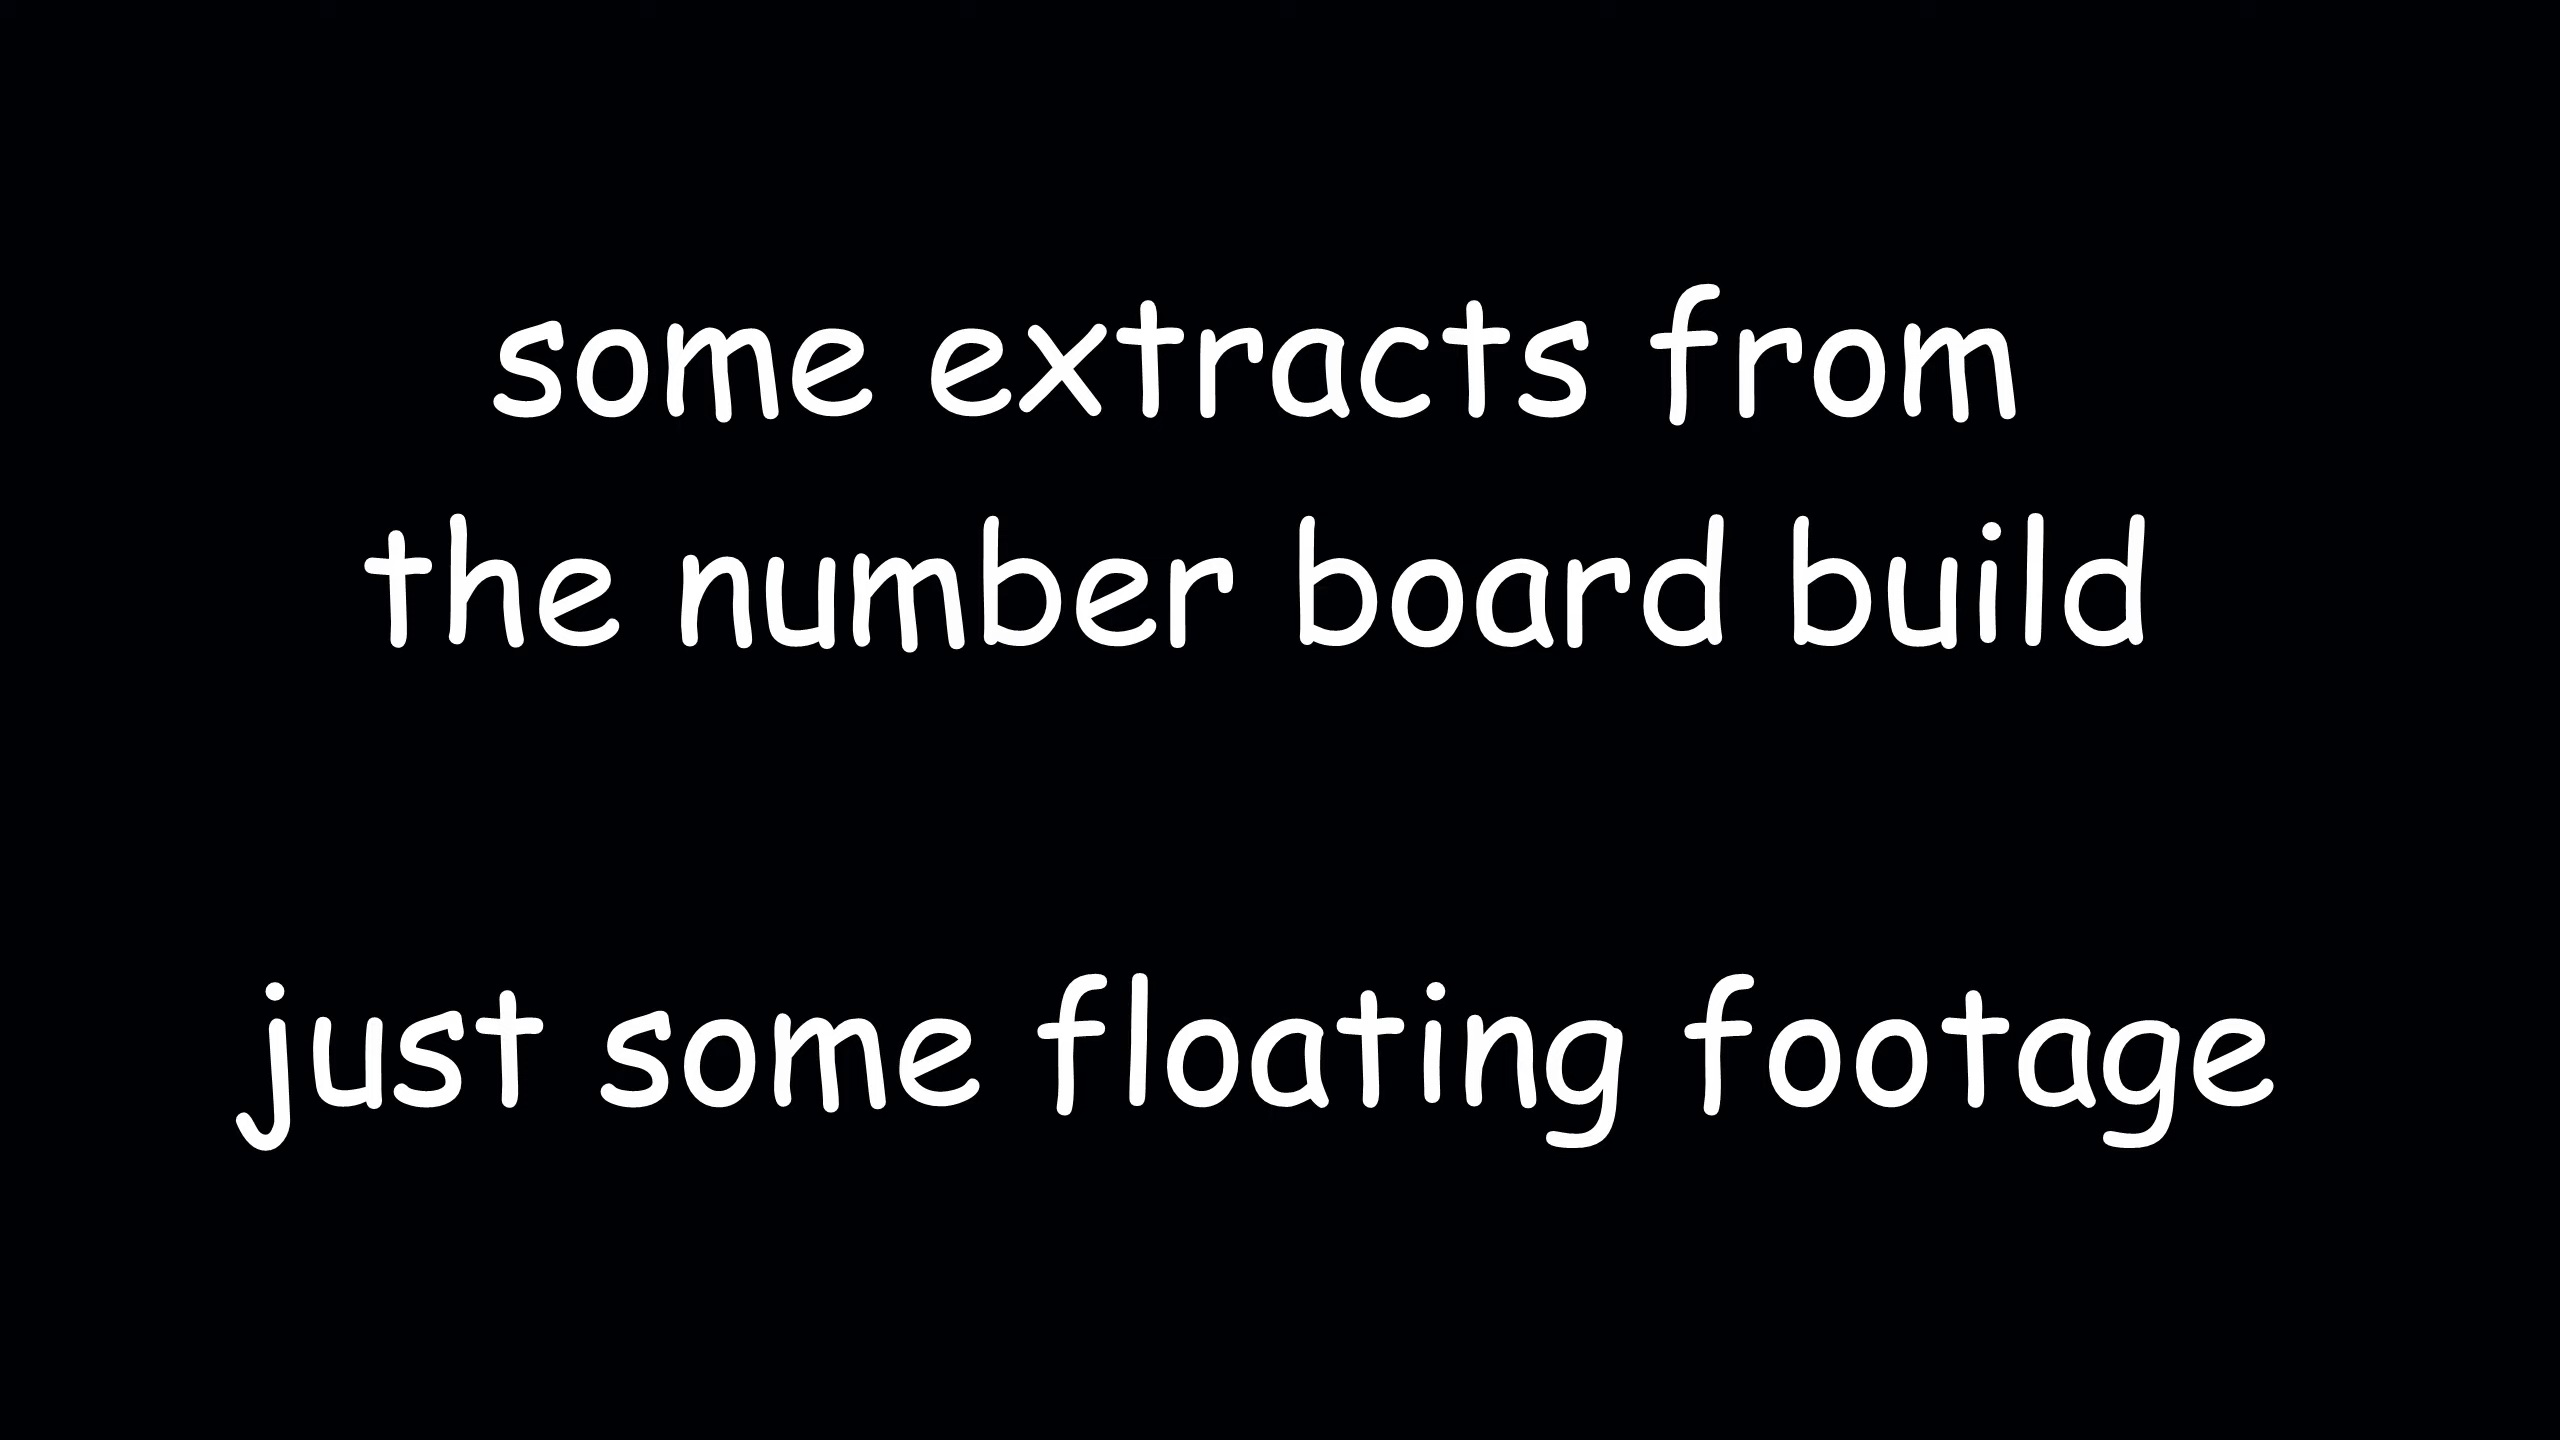 some extracts from
the number board build
just some floating footage